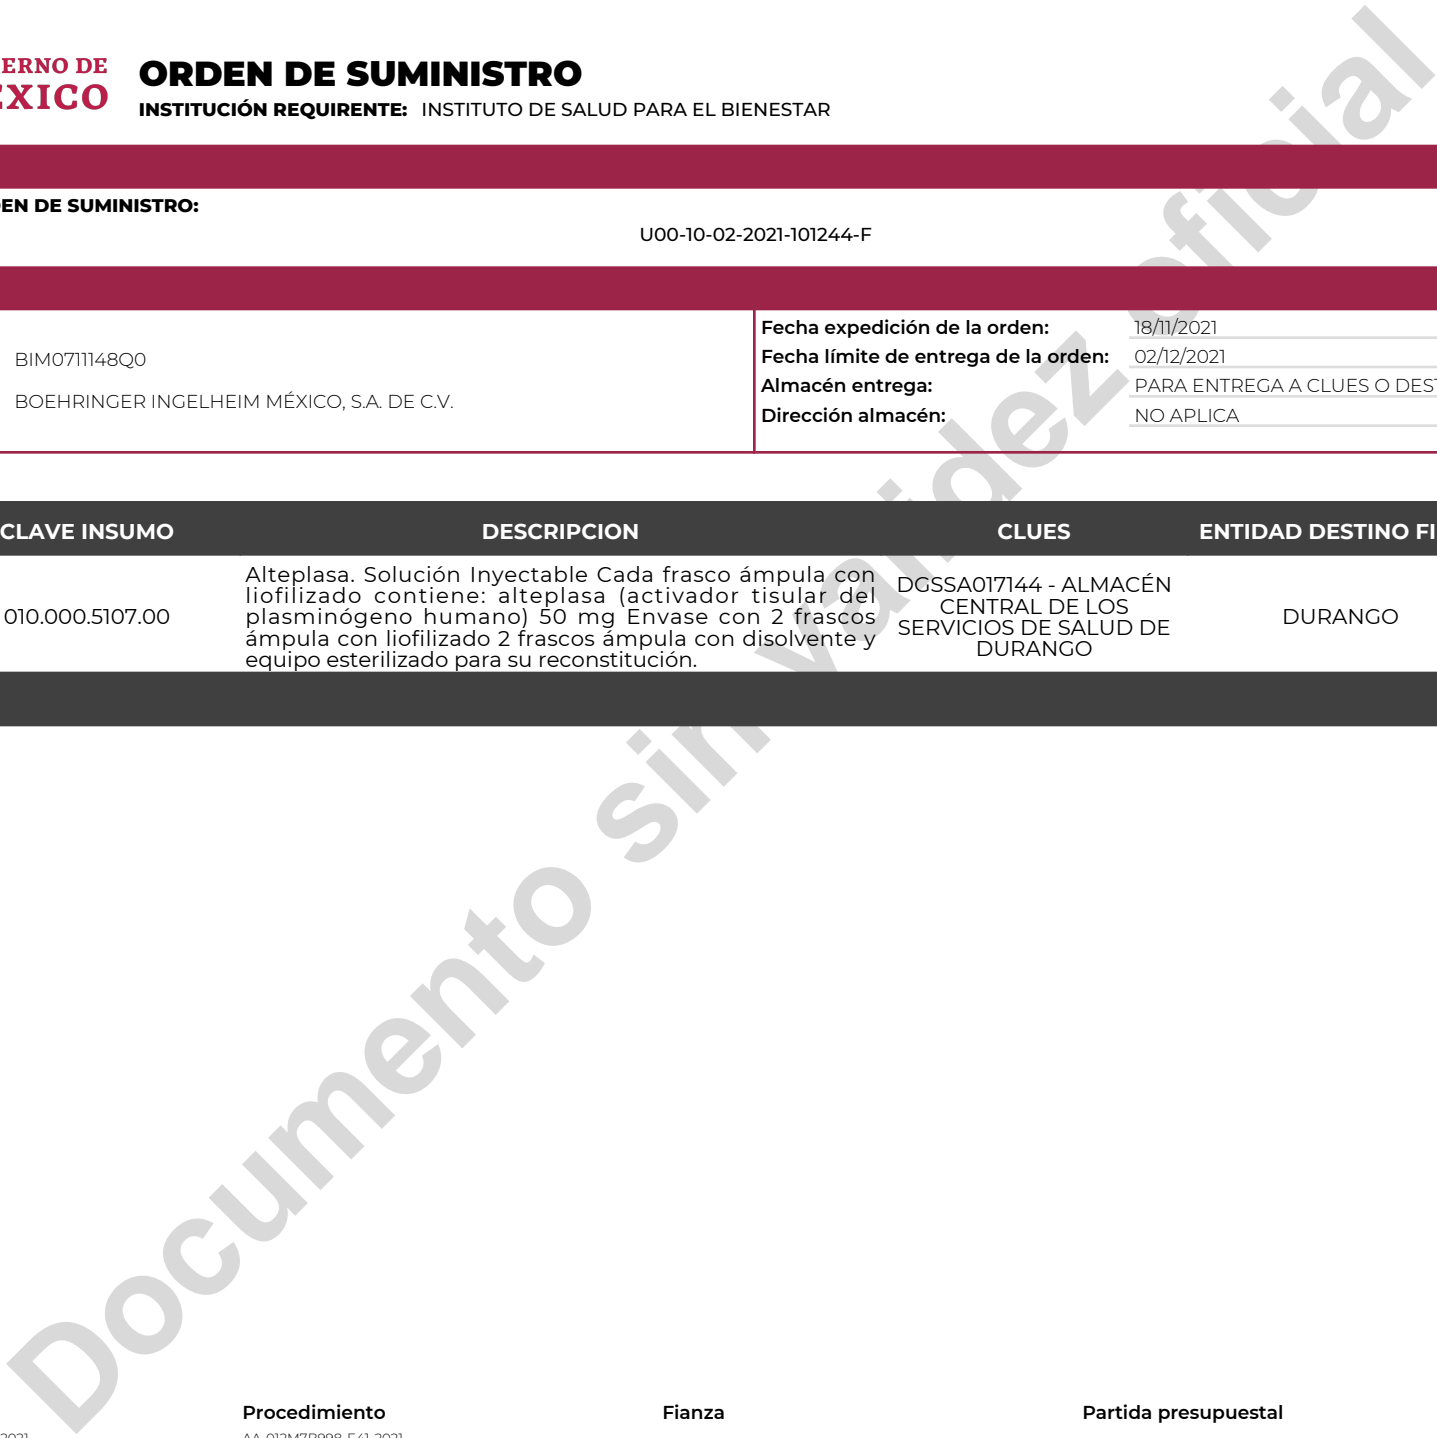 ERNO DE
ÉXICO
ORDEN DE SUMINISTRO
INSTITUCIÓN REQUIRENTE: INSTITUTO DE SALUD PARA EL BIENESTAR
EN DE SUMINISTRO:
U00-10-02-2021-101244-F
BIM0711148Q0
BOEHRINGER INGELHEIM MÉXICO, S.A. DE C.V.
Fecha expedición de la orden: 18/11/2021
Fecha límite de entrega de la orden: 02/12/2021
Almacén entrega: PARA ENTREGA A CLUES O DEST
Dirección almacén: NO APLICA
CLAVE INSUMO DESCRIPCION CLUES ENTIDAD DESTINO FI
010.000.5107.00
Alteplasa. Solución Inyectable Cada frasco ámpula con
liofilizado contiene: alteplasa (activador tisular del
plasminógeno humano) 50 mg Envase con 2 frascos
ámpula con liofilizado 2 frascos ámpula con disolvente y
equipo esterilizado para su reconstitución.
DGSSA017144 - ALMACÉN
CENTRAL DE LOS
SERVICIOS DE SALUD DE
DURANGO
DURANGO
Documento sin validez oficial
Procedimiento Fianza Partida presupuestal